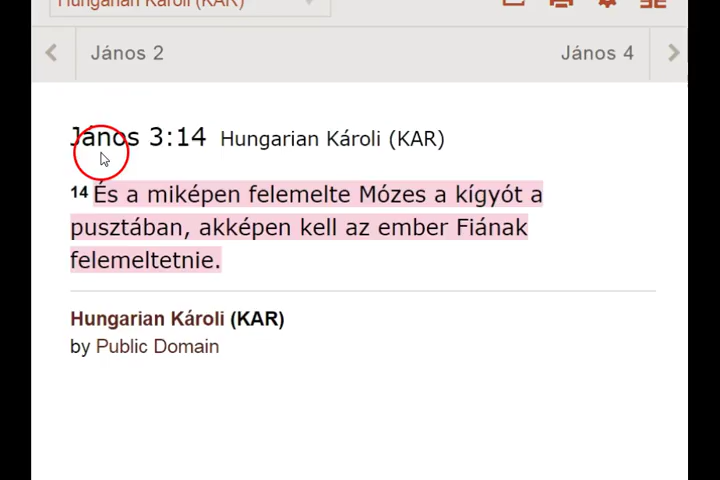 Hungarian Károli (KAR)
János 2
János 4
János 3:14 Hungarian Károli (KAR)
14 És a miképen felemelte Mózes a kígyót a
pusztában, akképen kell az ember Fiának
felemeltetnie.
Hungarian Károli (KAR)
by Public Domain